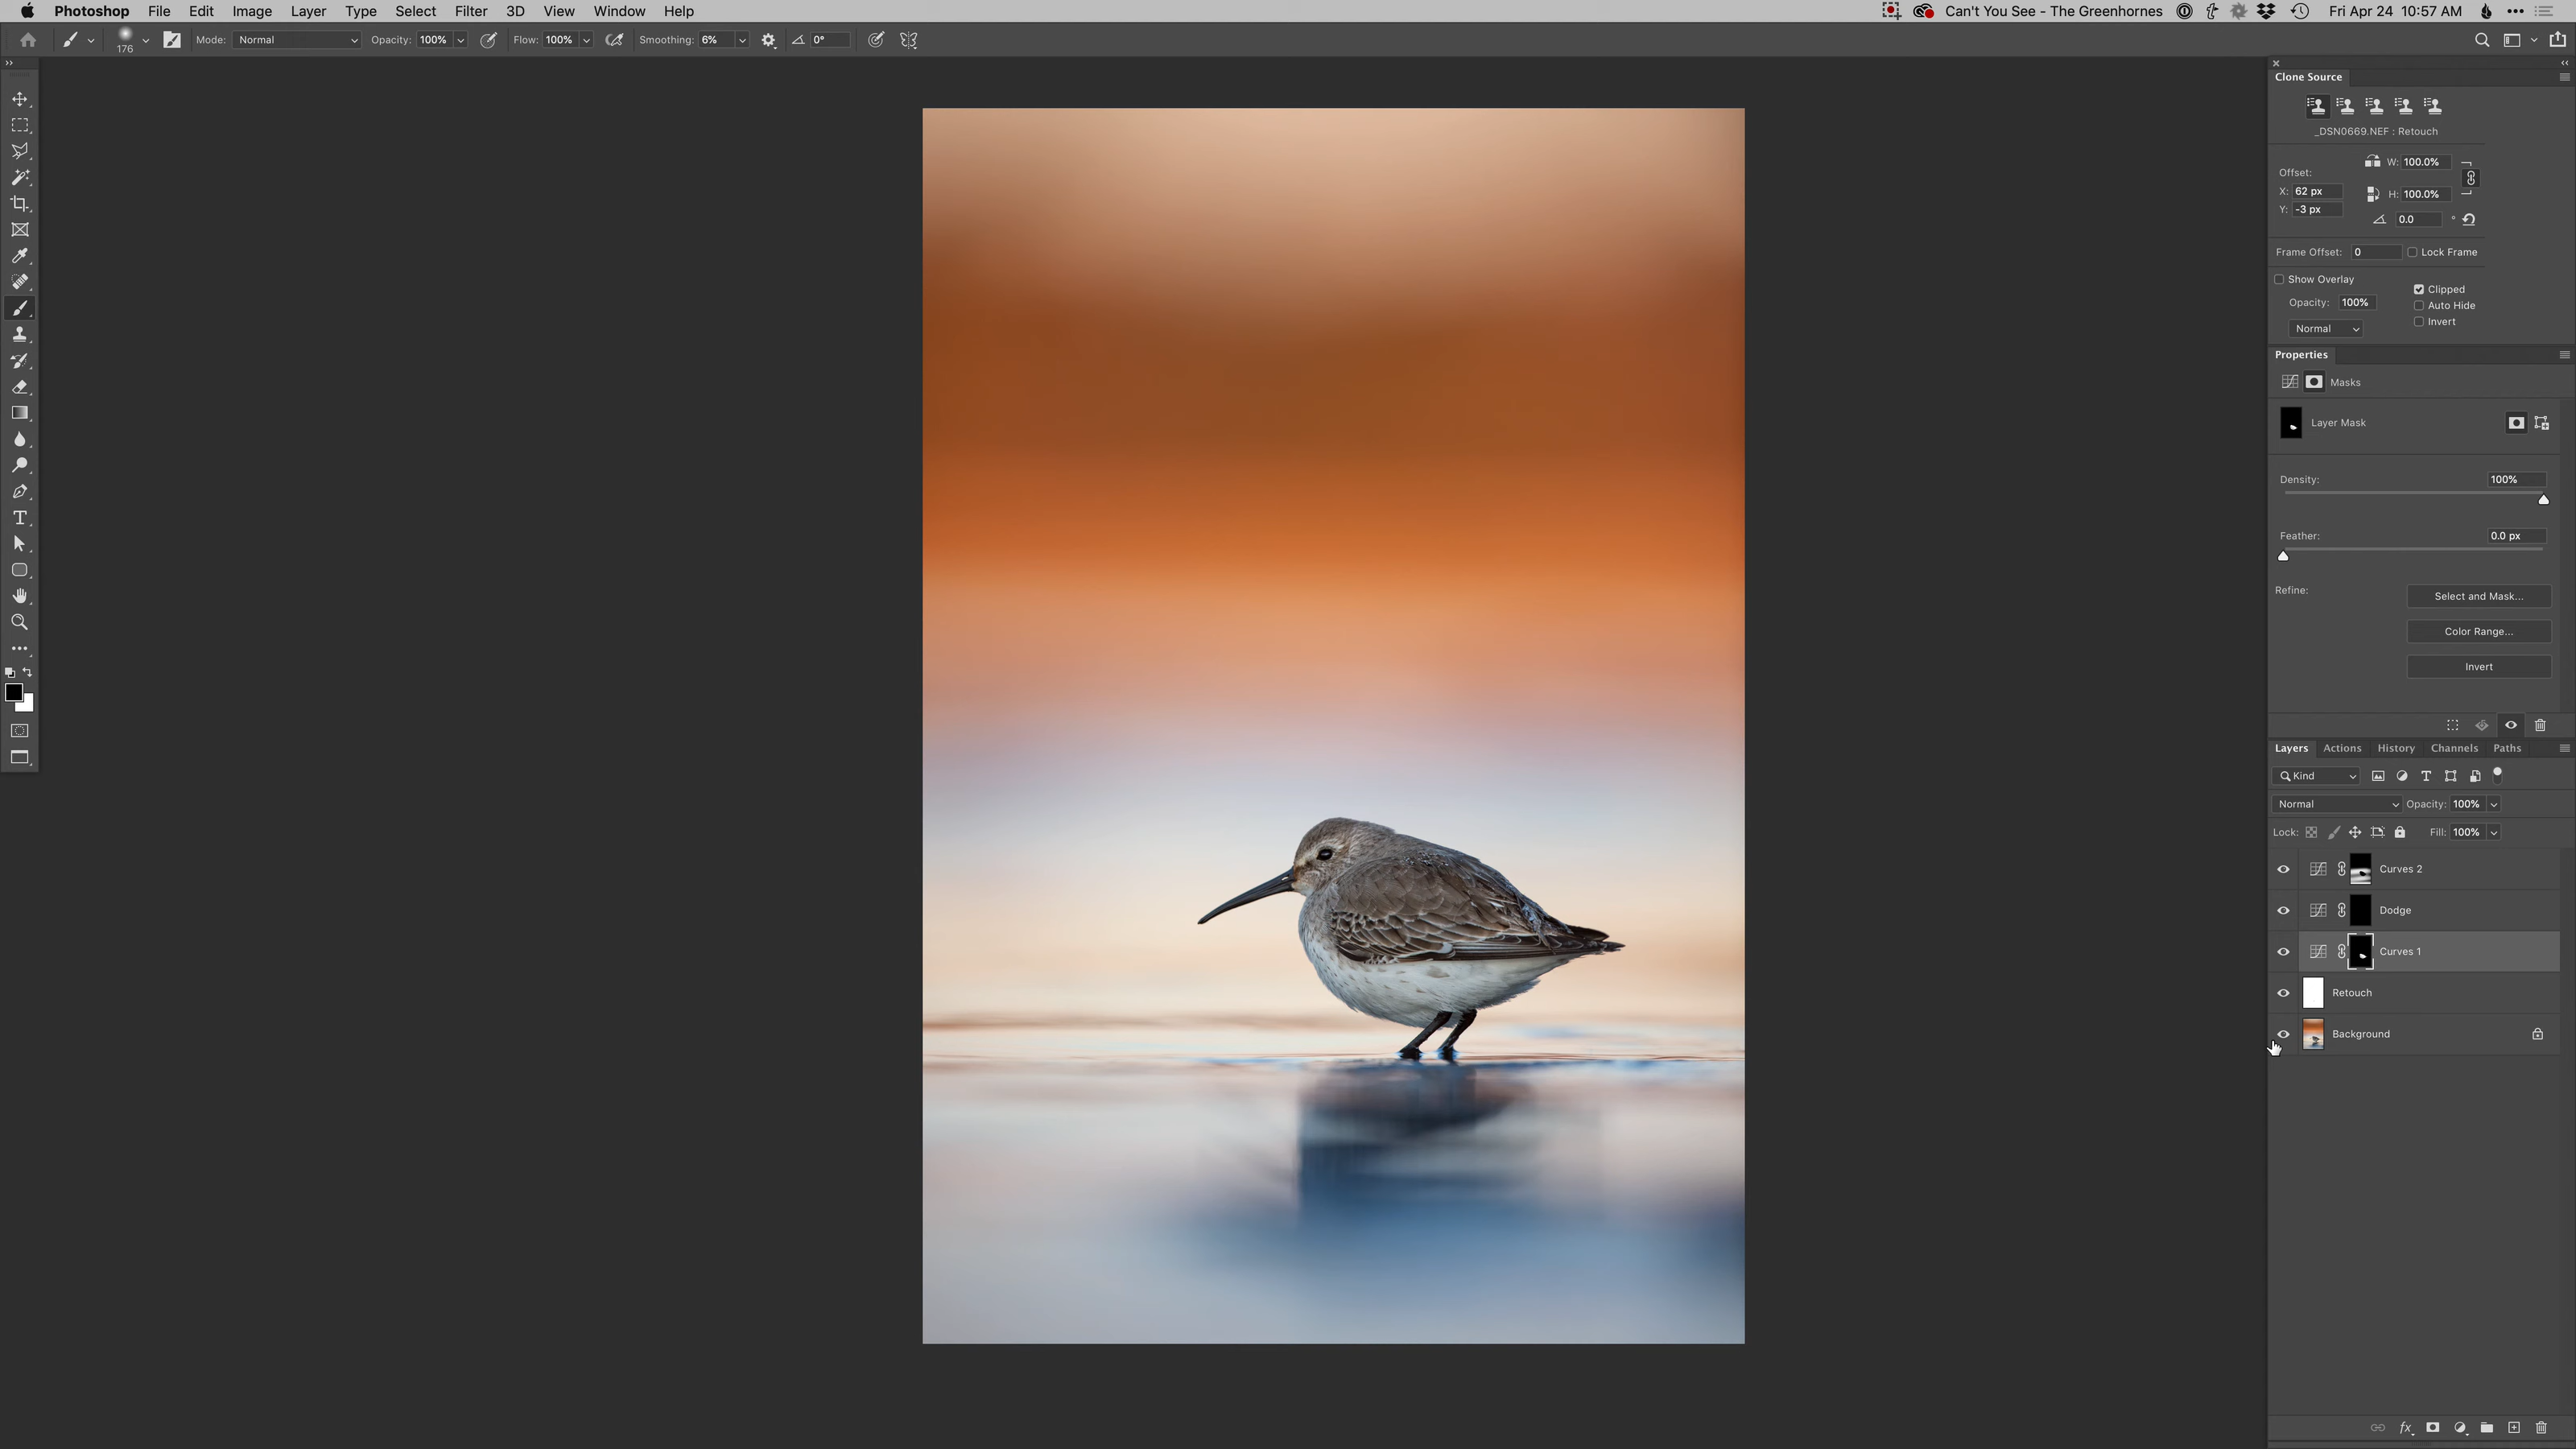 Photoshop File Edit Image Layer Type Select Filter 3D View Window Help Can't You See - The Greenhornes Fri Apr 24 10:57 AM
176 Mode: Normal Opacity: 100% Flow: 100% Smoothing: 6% 0°
Clone Source
_DSN0669.NEF : Retouch
W: 100.0%
Offset:
X: 62 px
H: 100.0%
Y: -3 px
0.0 °
Frame Offset: 0 Lock Frame
Show Overlay
Clipped
Opacity: 100%
Auto Hide
Invert
Normal
Properties
Masks
Layer Mask
Density: 100%
Feather: 0.0 px
Refine:
Select and Mask...
Color Range...
Invert
Layers Actions History Channels Paths
Kind
Normal Opacity: 100%
Lock: Fill: 100%
Curves 2
Dodge
Curves 1
Retouch
Background
fx